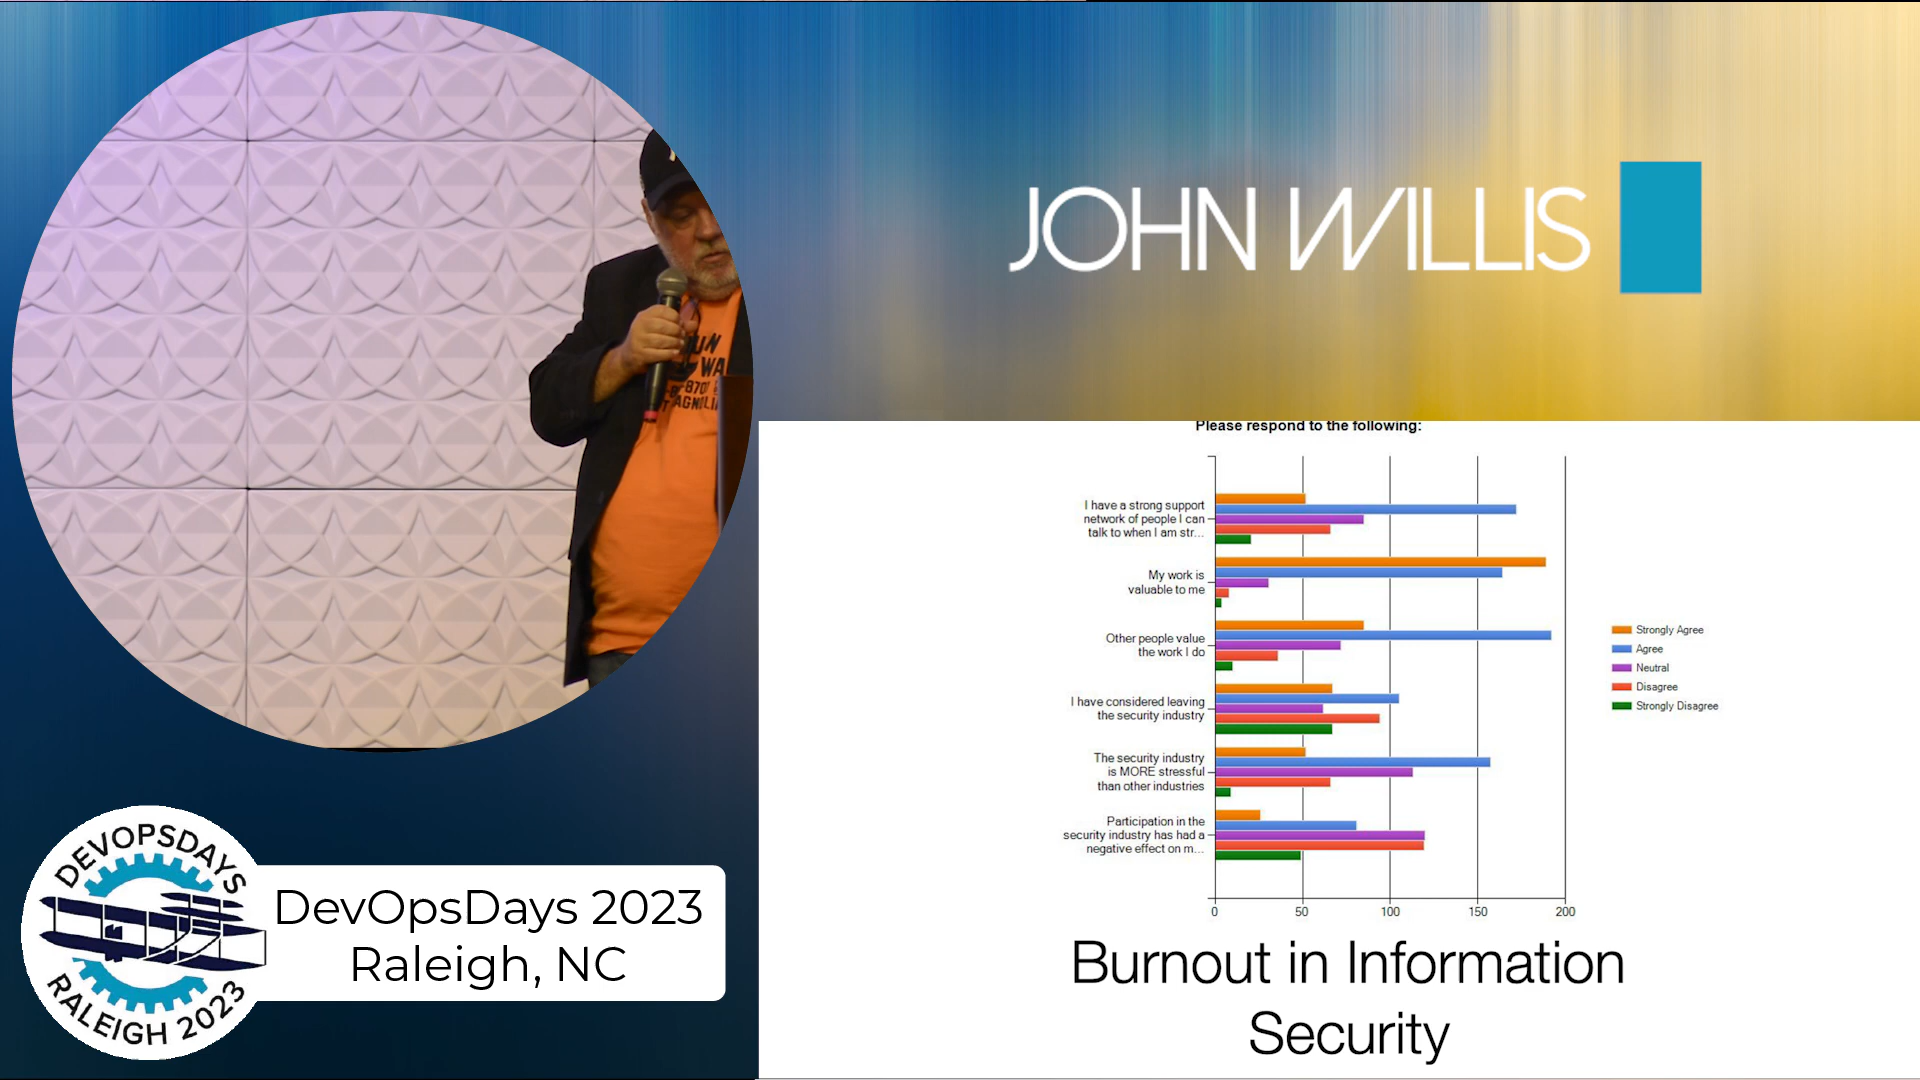 JOHN WILLIS
Please respond to the following:
I have a strong support
network of people I can
talk to when I am str...
My work is
valuable to me
Other people value
the work I do
I have considered leaving
the security industry
The security industry
is MORE stressful
than other industries
Participation in the
security industry has had a
negative effect on m...
0 50 100 150 200
Strongly Agree
Agree
Neutral
Disagree
Strongly Disagree
Burnout in Information
Security
DEVOPSDAYS
RALEIGH 2023
DevOpsDays 2023
Raleigh, NC